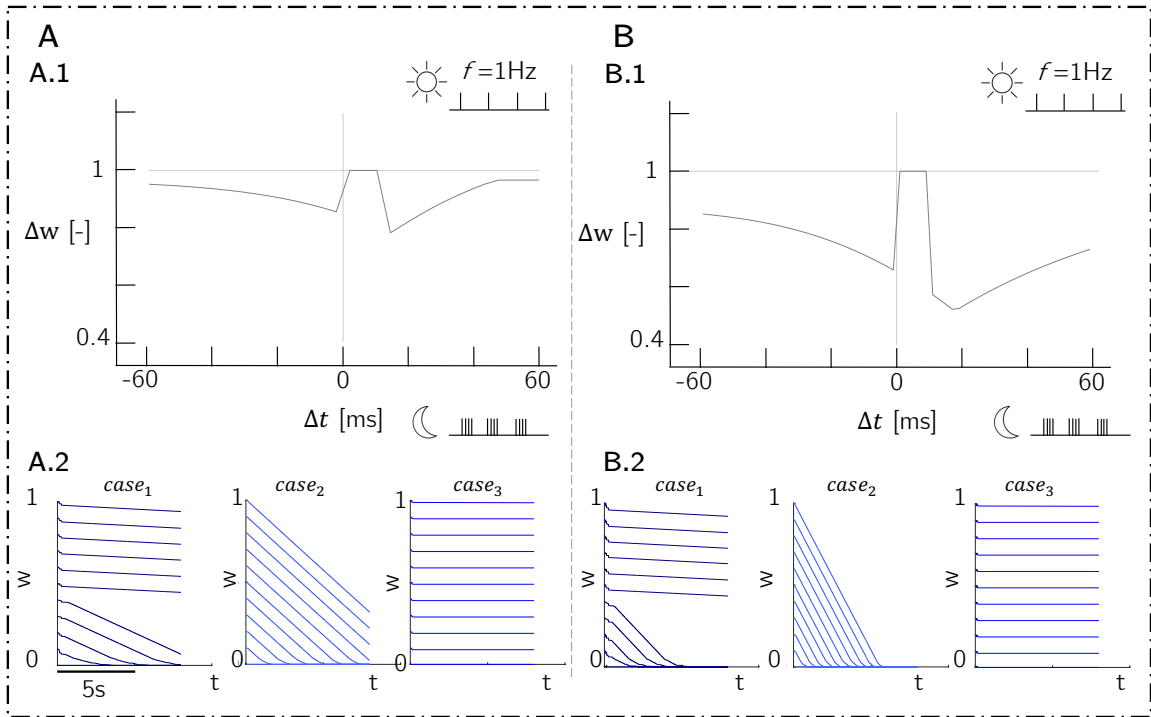 A
A.1
f=1Hz
1
Δw [-]
0.4
-60
0
60
Δt [ms]
A.2
case₁
case₂
case₃
1
w
0
5s
t
1
w
0
t
1
w
0
t
B
B.1
f=1Hz
1
Δw [-]
0.4
-60
0
60
Δt [ms]
B.2
case₁
case₂
case₃
1
w
0
t
1
w
0
t
1
w
0
t